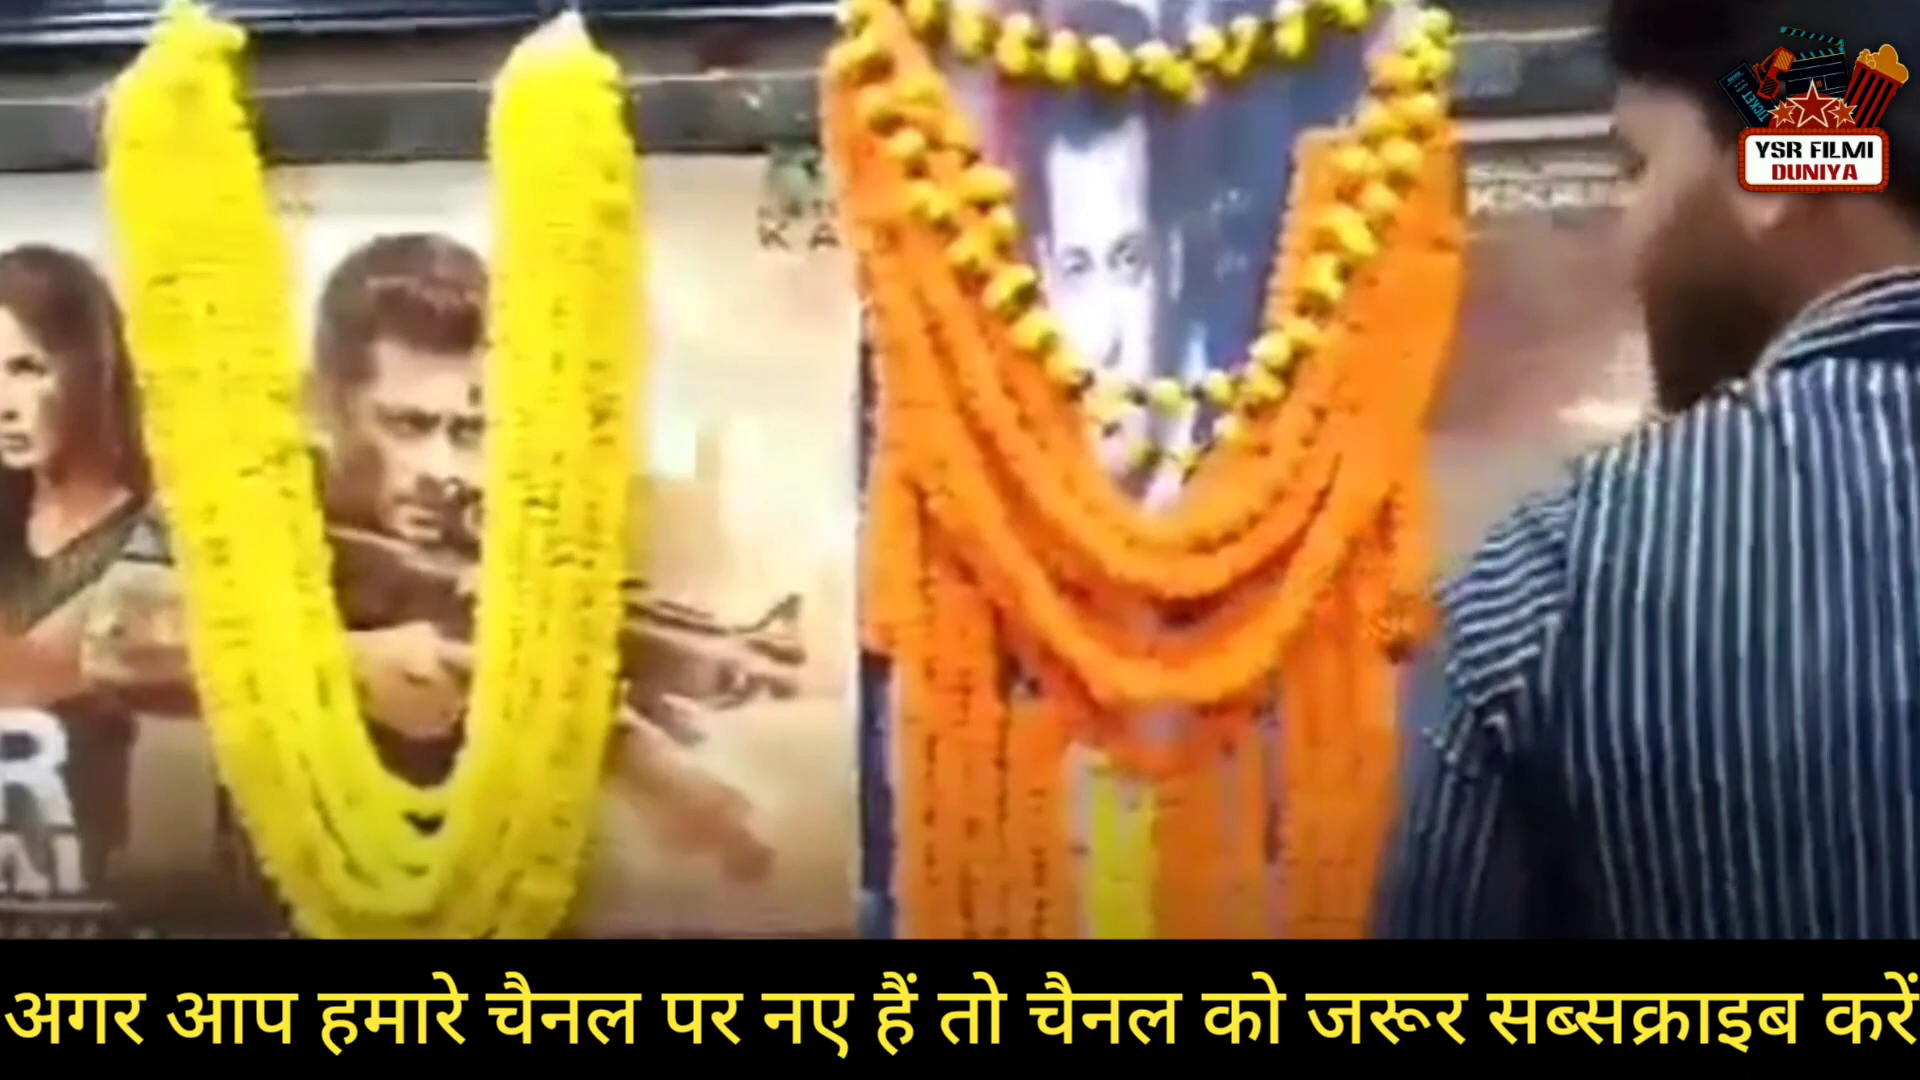 YSR FILMI
DUNIYA
अगर आप हमारे चैनल पर नए हैं तो चैनल को जरूर सब्सक्राइब करें